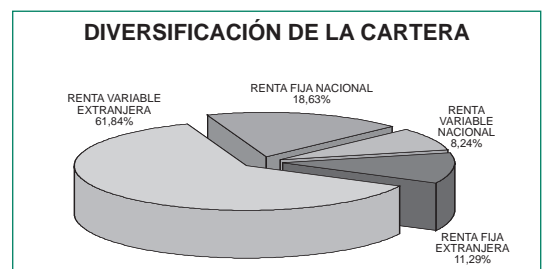 DIVERSIFICACIÓN DE LA CARTERA
RENTA VARIABLE
EXTRANJERA
61,84%
RENTA FIJA NACIONAL
18,63%
RENTA
VARIABLE
NACIONAL
8,24%
RENTA FIJA
EXTRANJERA
11,29%